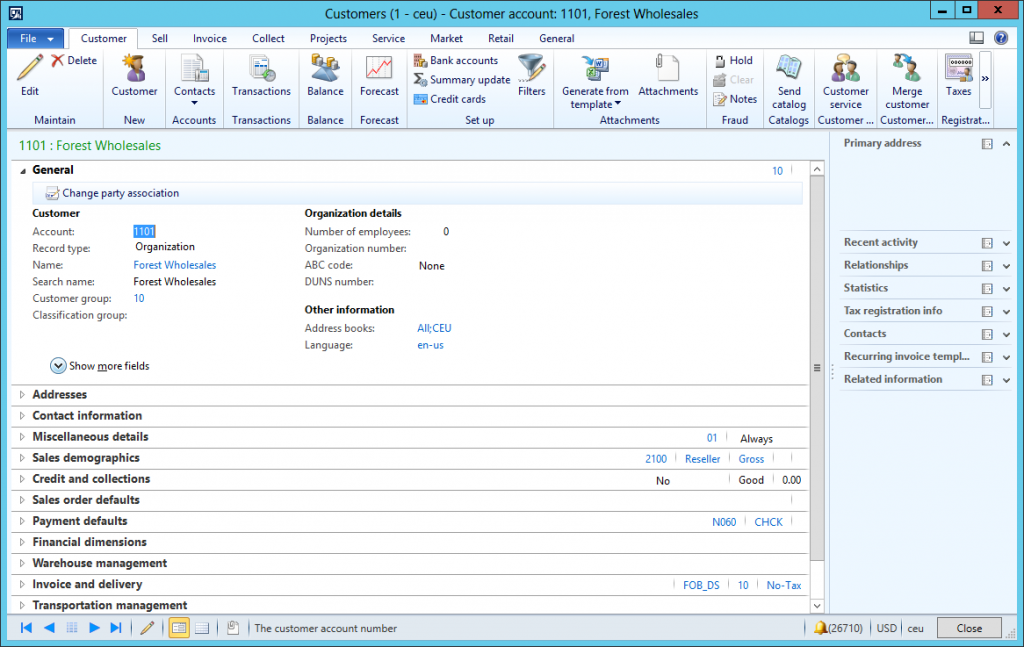 Customers (1 - ceu) - Customer account: 1101, Forest Wholesales
File Customer Sell Invoice Collect Projects Service Market Retail General
Edit
Delete
Maintain
Customer
New
Contacts
Accounts
Transactions
Transactions
Balance
Balance
Forecast
Forecast
Bank accounts
Summary update
Credit cards
Filters
Set up
Generate from
template
Attachments
Attachments
Hold
Clear
Notes
Fraud
Send
catalog
Catalogs
Customer
service
Customer ...
Merge
customer
Customer...
Taxes
Registrat...
»
1101 : Forest Wholesales
General 10
Change party association
Customer
Account: 1101
Record type: Organization
Name: Forest Wholesales
Search name: Forest Wholesales
Customer group: 10
Classification group:
Show more fields
Organization details
Number of employees: 0
Organization number:
ABC code: None
DUNS number:
Other information
Address books: All;CEU
Language: en-us
Addresses
Contact information
Miscellaneous details 01 Always
Sales demographics 2100 Reseller Gross
Credit and collections No Good 0.00
Sales order defaults
Payment defaults N060 CHCK
Financial dimensions
Warehouse management
Invoice and delivery FOB_DS 10 No-Tax
Transportation management
Primary address
Recent activity
Relationships
Statistics
Tax registration info
Contacts
Recurring invoice templ...
Related information
The customer account number (26710) USD ceu Close